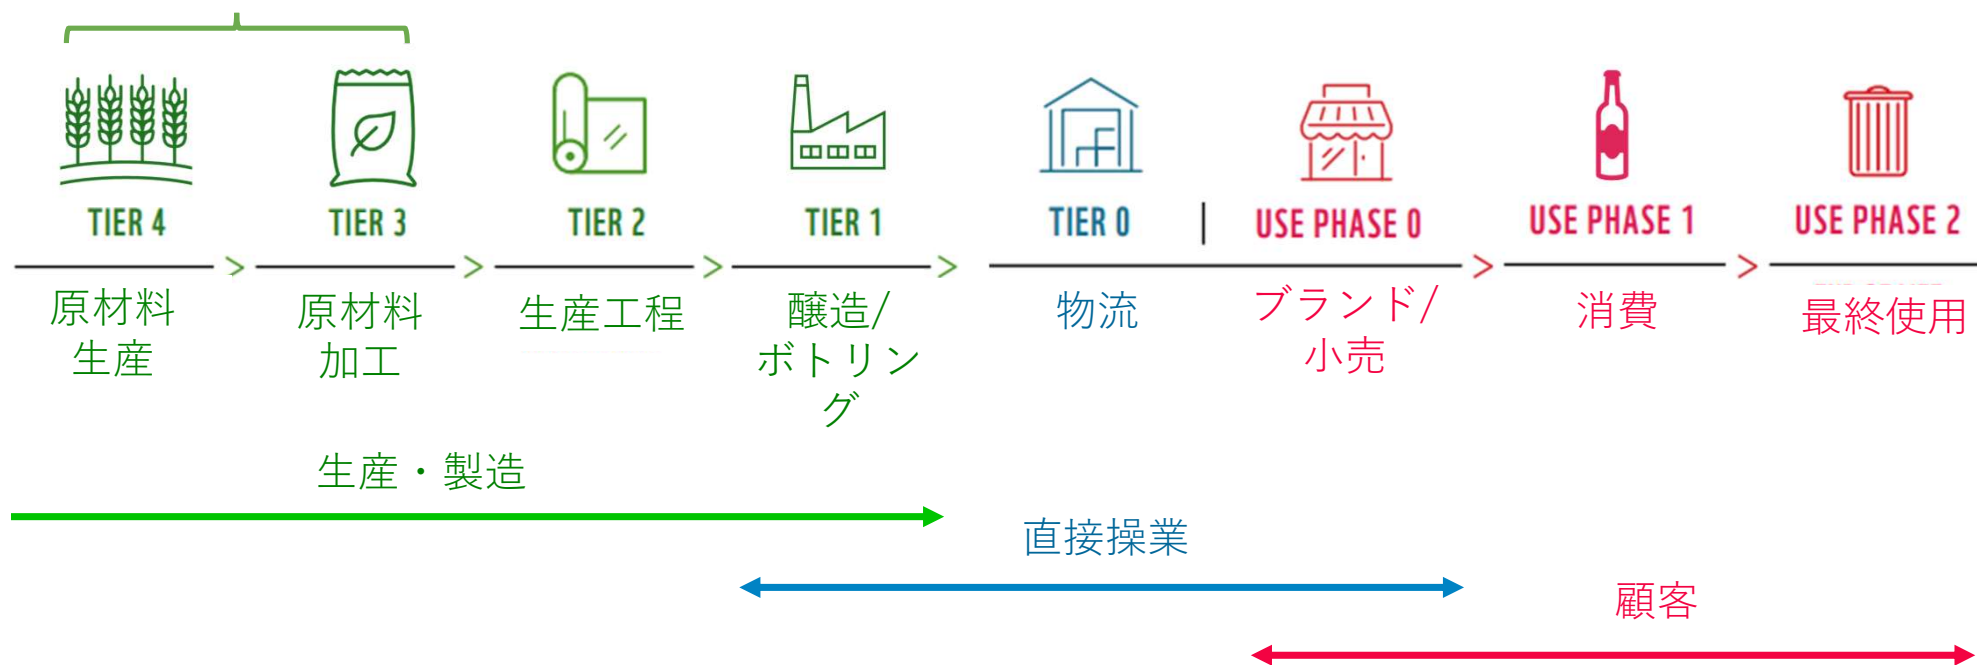 TIER 4
TIER 3
TIER 2
TIER 1
TIER 0
USE PHASE 0
USE PHASE 1
USE PHASE 2
原材料
生産
原材料
加工
生産工程
醸造/
ボトリン
グ
物流
ブランド/
小売
消費
最終使用
生産・製造
直接操業
顧客